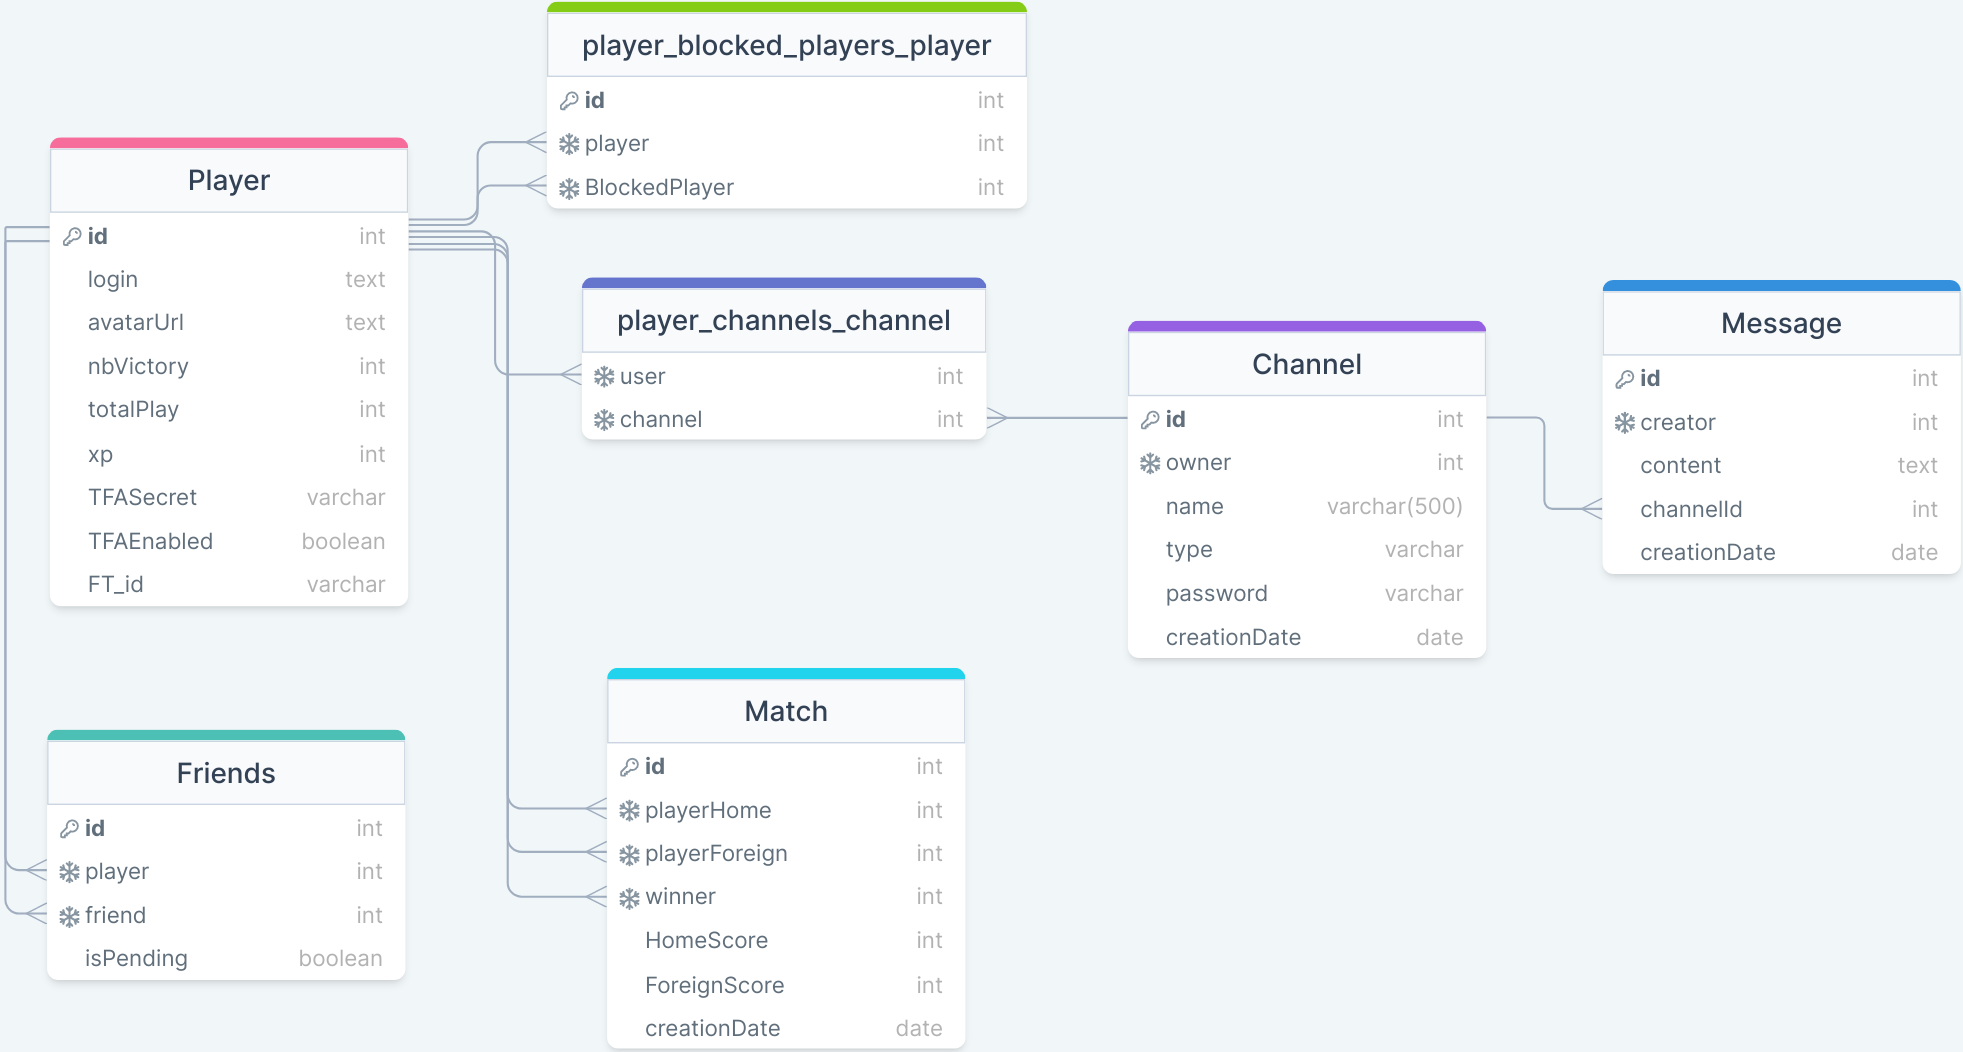 player_blocked_players_player
id int
player int
BlockedPlayer int
Player
id int
login text
avatarUrl text
nbVictory int
totalPlay int
xp int
TFASecret varchar
TFAEnabled boolean
FT_id varchar
player_channels_channel
user int
channel int
Channel
id int
owner int
name varchar(500)
type varchar
password varchar
creationDate date
Message
id int
creator int
content text
channelId int
creationDate date
Friends
id int
player int
friend int
isPending boolean
Match
id int
playerHome int
playerForeign int
winner int
HomeScore int
ForeignScore int
creationDate date